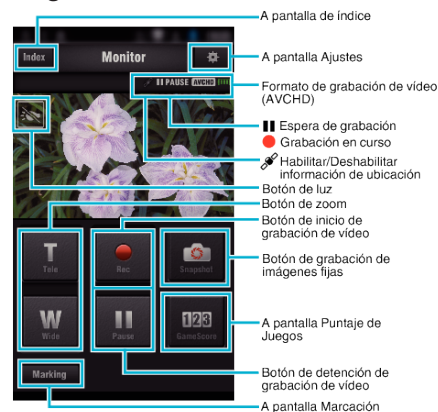 A pantalla de índice
Index
Monitor
A pantalla Ajustes
PAUSE AVCHD
Formato de grabación de vídeo
(AVCHD)
Espera de grabación
Grabación en curso
Habilitar/Deshabilitar
información de ubicación
Botón de luz
Botón de zoom
Botón de inicio de
grabación de vídeo
T
Tele
Rec
Snapshot
Botón de grabación de
imágenes fijas
W
Wide
Pause
123
GameScore
A pantalla Puntaje de
Juegos
Marking
Botón de detención de
grabación de vídeo
A pantalla Marcación